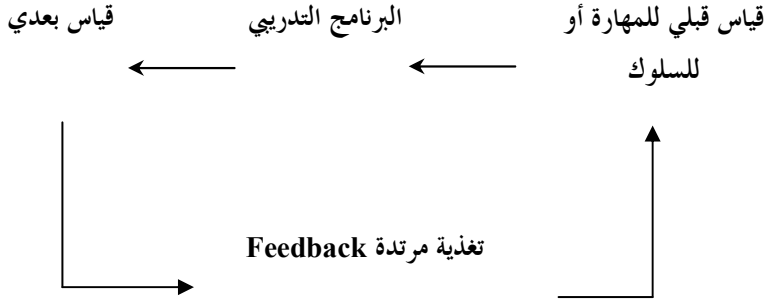 قياس قبلي للمهارة أو
للسلوك
البرنامج التدريبي
قياس بعدي
تغذية مرتدة Feedback